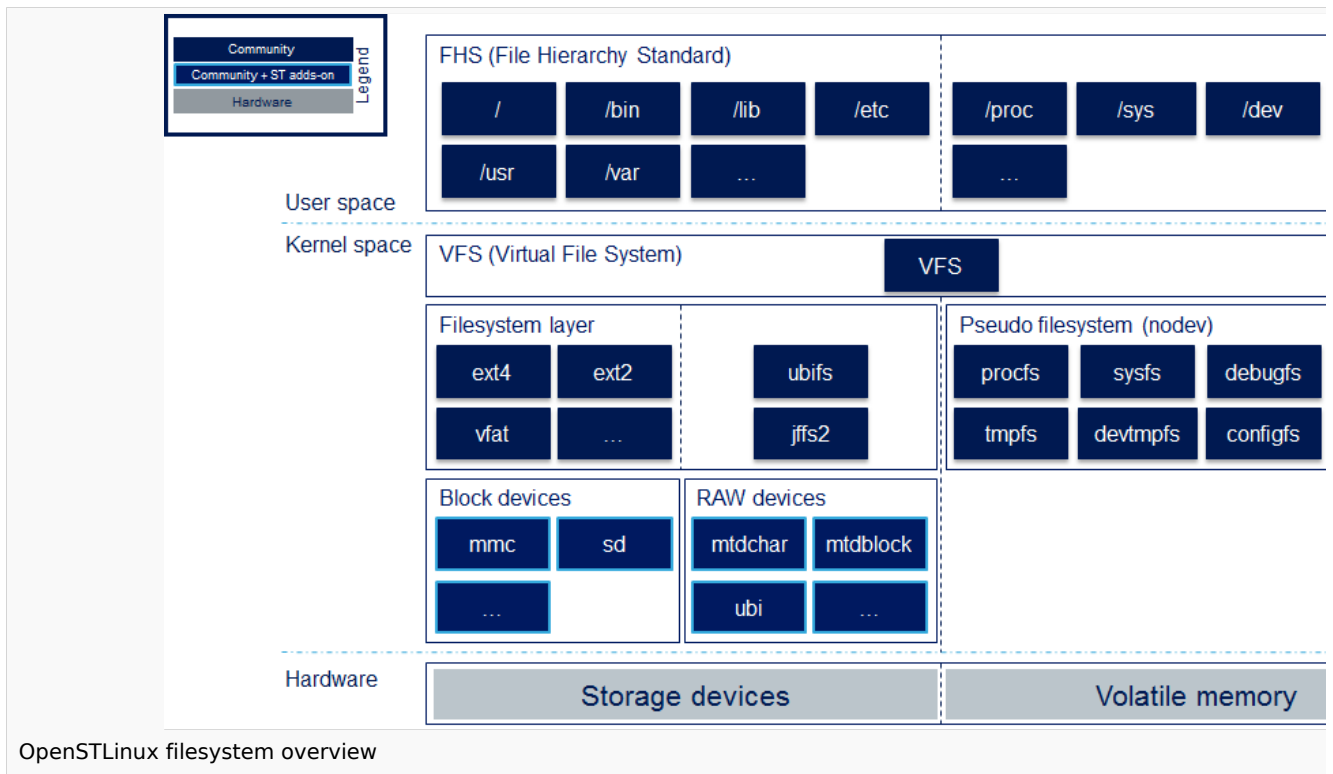 Community
Community + ST adds-on
Hardware
Legend
FHS (File Hierarchy Standard)
/ /bin /lib /etc /proc /sys /dev
/usr /var ... ...
User space
Kernel space
VFS (Virtual File System)
VFS
Filesystem layer
ext4 ext2
vfat ...
ubifs
jffs2
Pseudo filesystem (nodev)
procfs sysfs debugfs
tmpfs devtmpfs configfs
Block devices
mmc sd
...
RAW devices
mtdchar mtdblock
ubi ...
Hardware
Storage devices
Volatile memory
OpenSTLinux filesystem overview